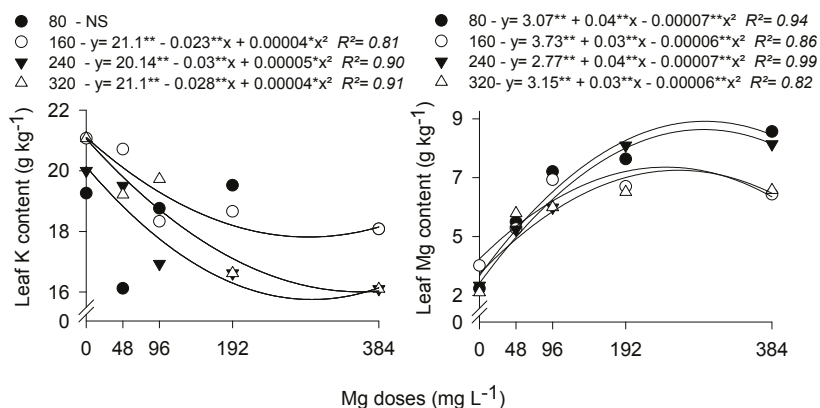 80 - NS
160 - y= 21.1** − 0.023**x + 0.00004*x² R²= 0.81
240 – y= 20.14** − 0.03**x + 0.00005*x² R²= 0.90
320 – y= 21.1** − 0.028**x + 0.00004*x² R²= 0.91
80 – y= 3.07** + 0.04**x − 0.00007**x² R²= 0.94
160 - y= 3.73** + 0.03**x − 0.00006**x² R²= 0.86
240 – y= 2.77** + 0.04**x − 0.00007**x² R²= 0.99
320– y= 3.15** + 0.03**x − 0.00006**x² R²= 0.82
Leaf K content (g kg⁻¹)
22
20
18
16
0
0 48 96 192 384
Leaf Mg content (g kg⁻¹)
9
7
5
2
0
0 48 96 192 384
Mg doses (mg L⁻¹)